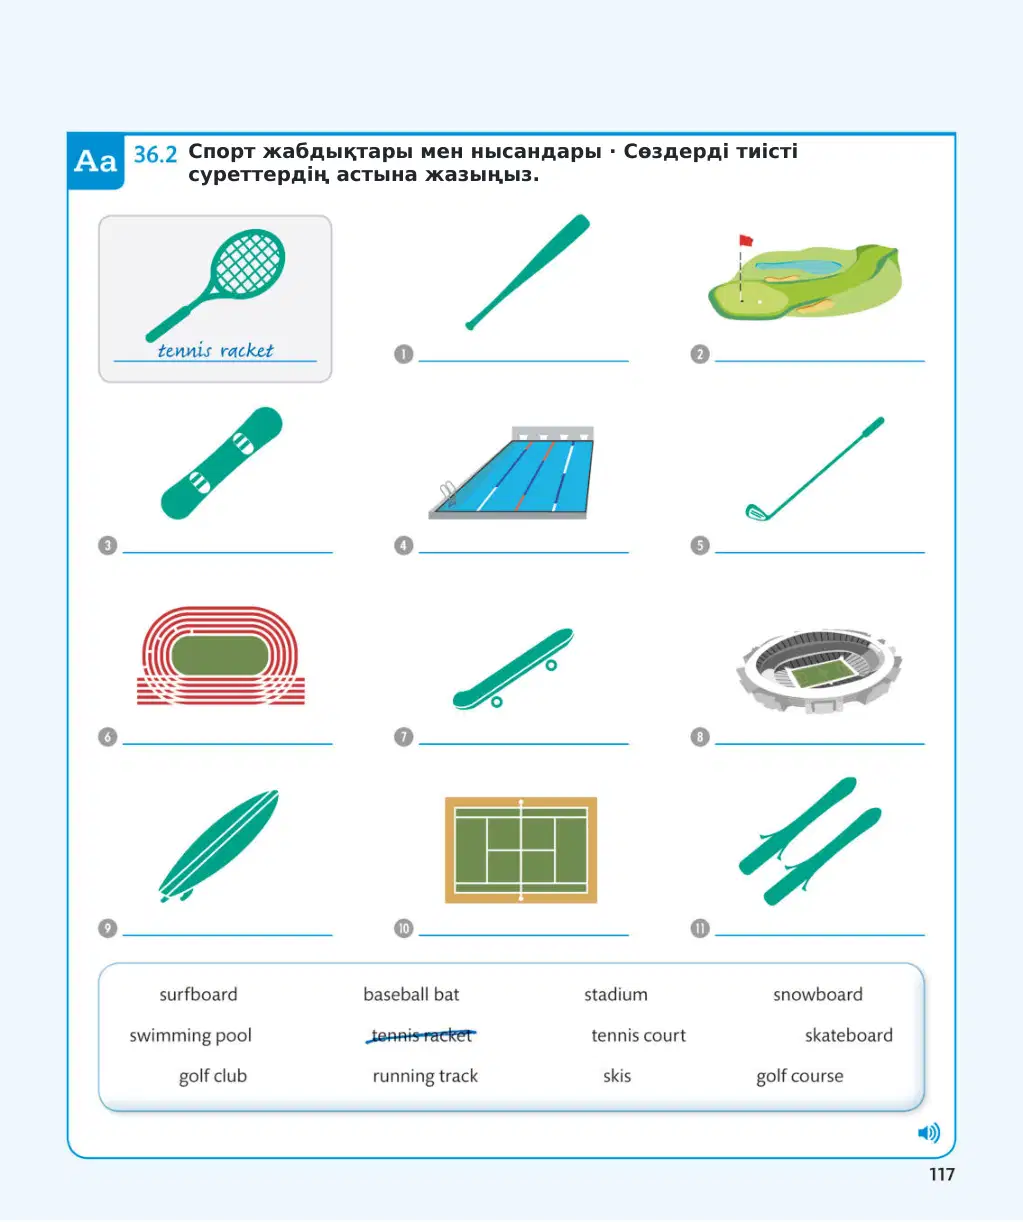 Aa 36.2 Спорт жабдықтары мен нысандары · Сөздерді тиісті
суреттердің астына жазыңыз.
tennis racket
1
2
3
4
5
6
7
8
9
10
11
surfboard baseball bat stadium snowboard
swimming pool tennis racket tennis court skateboard
golf club running track skis golf course
117